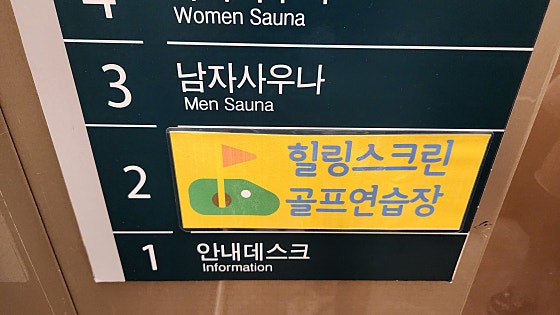 Women Sauna
3
남자사우나
Men Sauna
2
힐링스크린
골프연습장
1
안내데스크
Information